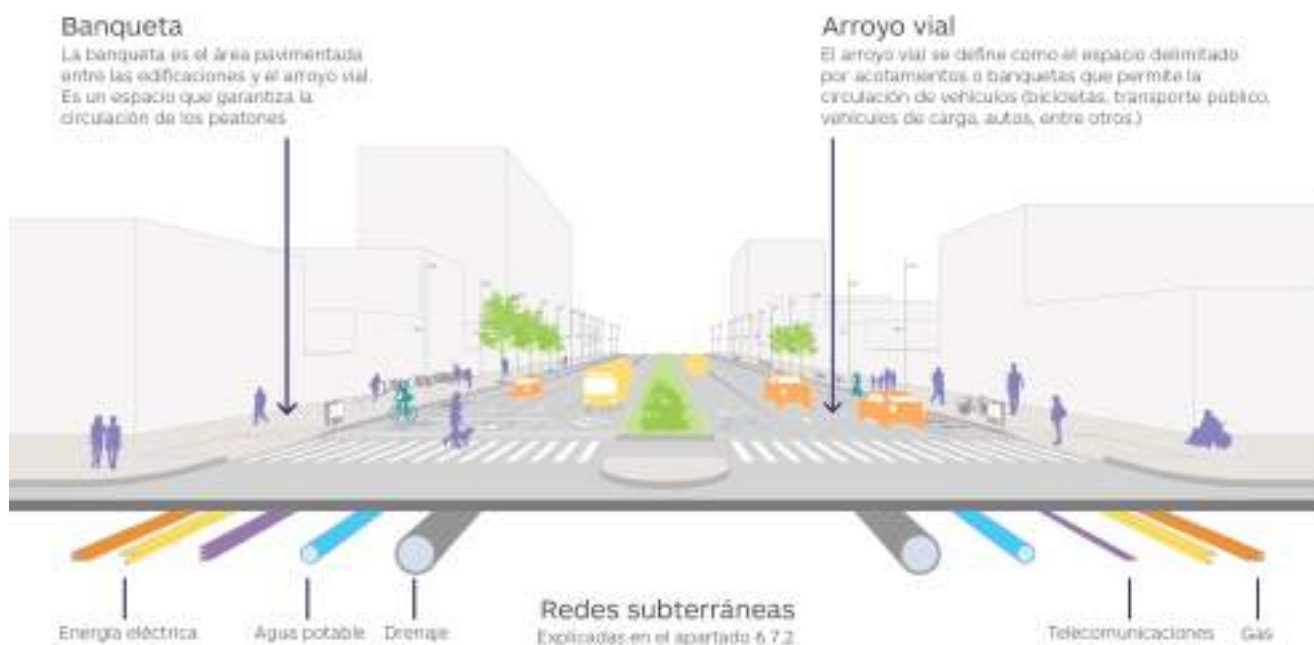 Banqueta
La banqueta es el área pavimentada
entre las edificaciones y el arroyo vial.
Es un espacio que garantiza la
circulación de los peatones
Arroyo vial
El arroyo vial se define como el espacio delimitado
por acotamientos o banquetas que permite la
circulación de vehículos (bicicletas, transporte público,
vehículos de carga, autos, entre otros.)
Energía eléctrica
Agua potable
Drenaje
Redes subterráneas
Explicadas en el apartado 6.7.2
Telecomunicaciones
Gas